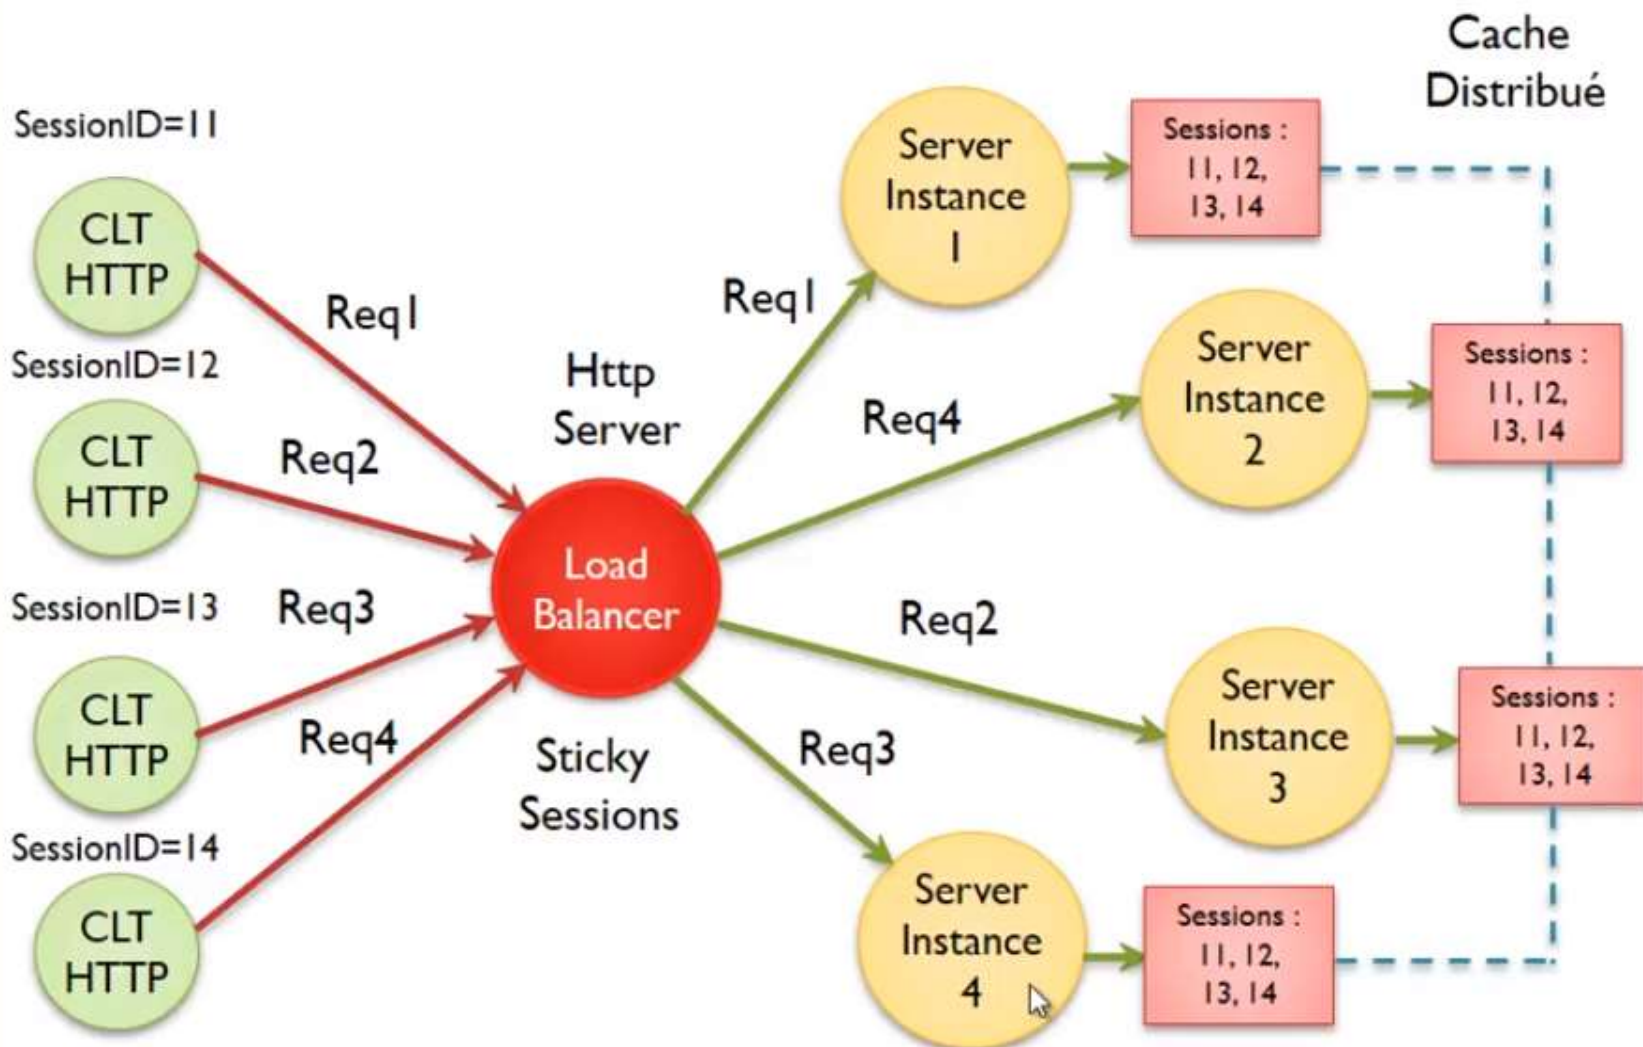 Cache
Distribué
SessionID=11
CLT
HTTP
Req1
SessionID=12
CLT
HTTP
Req2
SessionID=13
CLT
HTTP
Req3
SessionID=14
CLT
HTTP
Req4
Http
Server
Load
Balancer
Sticky
Sessions
Req1
Server
Instance
1
Sessions :
11, 12,
13, 14
Req4
Server
Instance
2
Sessions :
11, 12,
13, 14
Req2
Server
Instance
3
Sessions :
11, 12,
13, 14
Req3
Server
Instance
4
Sessions :
11, 12,
13, 14